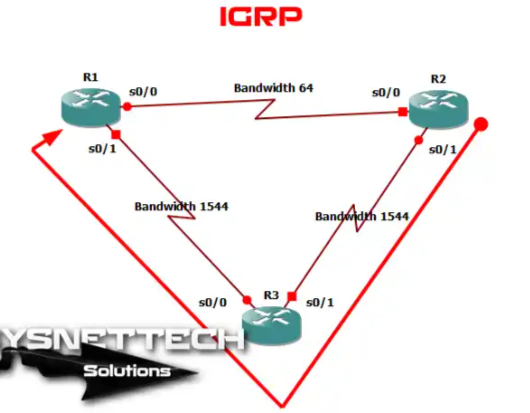 IGRP
R1
R2
s0/0
Bandwidth 64
s0/0
s0/1
s0/1
Bandwidth 1544
Bandwidth 1544
s0/0
R3
s0/1
YSNETTECH
Solutions